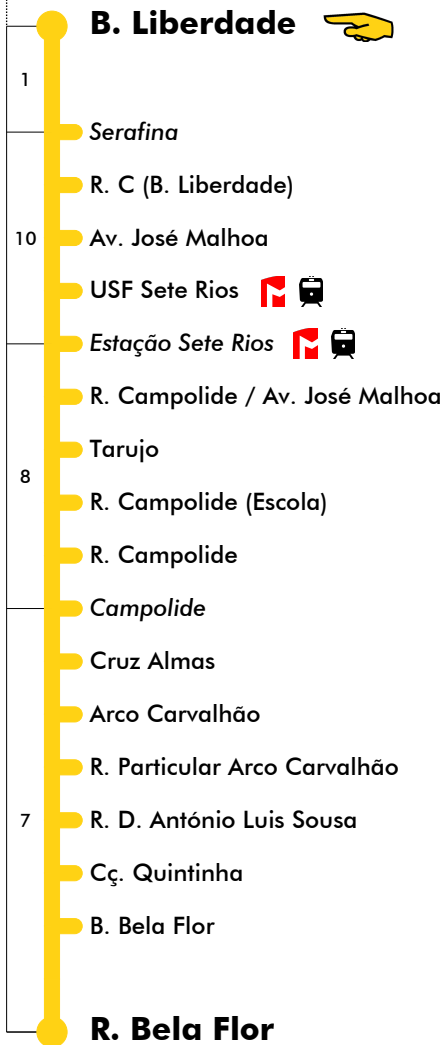 B. Liberdade
1
Serafina
R. C (B. Liberdade)
10 Av. José Malhoa
USF Sete Rios
Estação Sete Rios
R. Campolide / Av. José Malhoa
Tarujo
8
R. Campolide (Escola)
R. Campolide
Campolide
Cruz Almas
Arco Carvalhão
R. Particular Arco Carvalhão
7 R. D. António Luis Sousa
Cç. Quintinha
B. Bela Flor
R. Bela Flor